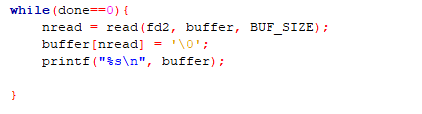 while(done==0){
    nread = read(fd2, buffer, BUF_SIZE);
    buffer[nread] = '\0';
    printf("%s\n", buffer);
}